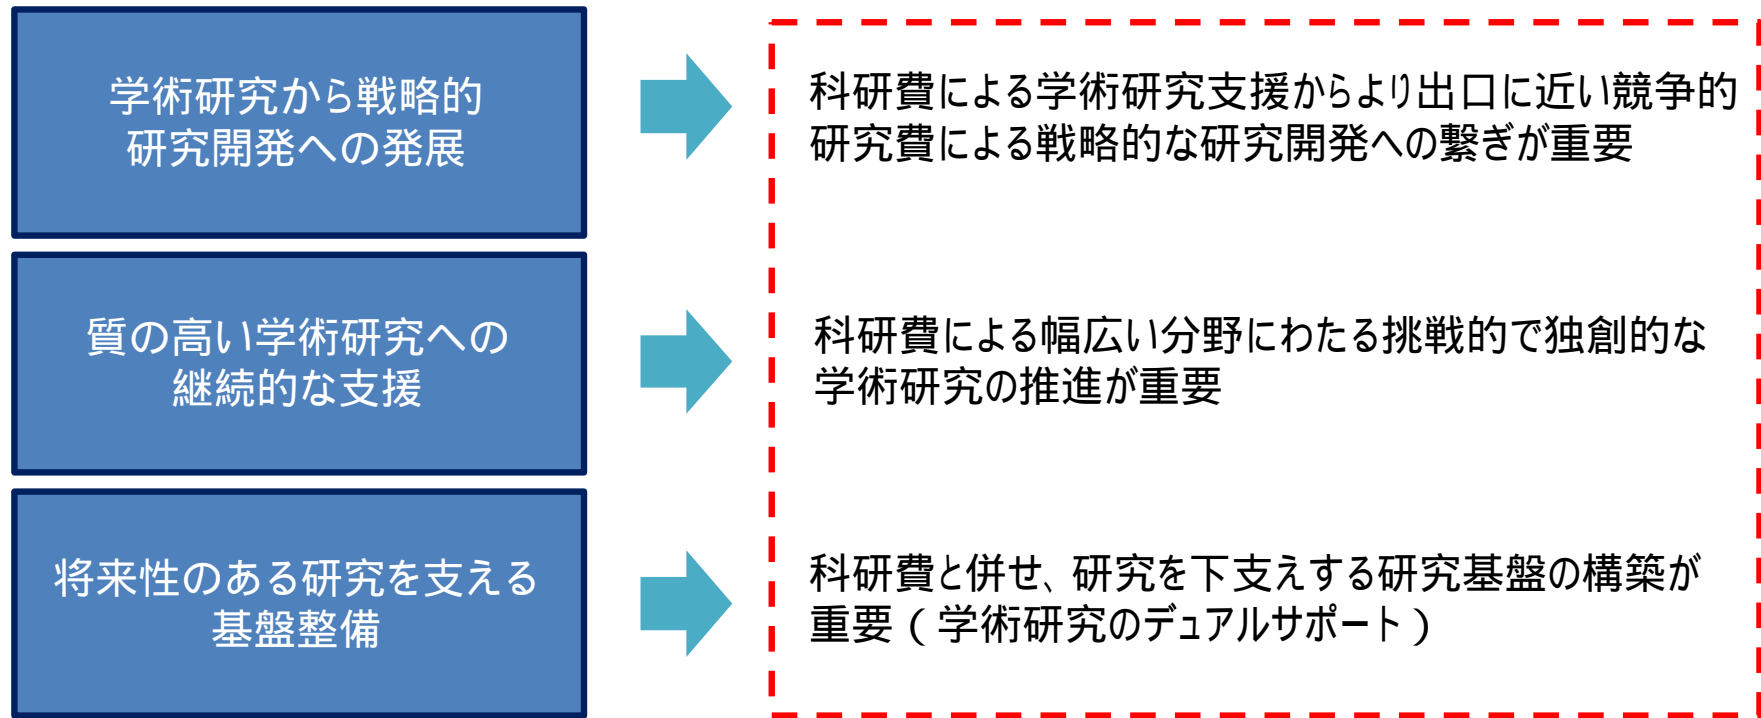 学術研究から戦略的
研究開発への発展
科研費による学術研究支援からより出口に近い競争的
研究費による戦略的な研究開発への繋ぎが重要
質の高い学術研究への
継続的な支援
科研費による幅広い分野にわたる挑戦的で独創的な
学術研究の推進が重要
将来性のある研究を支える
基盤整備
科研費と併せ、研究を下支えする研究基盤の構築が
重要(学術研究のデュアルサポート)